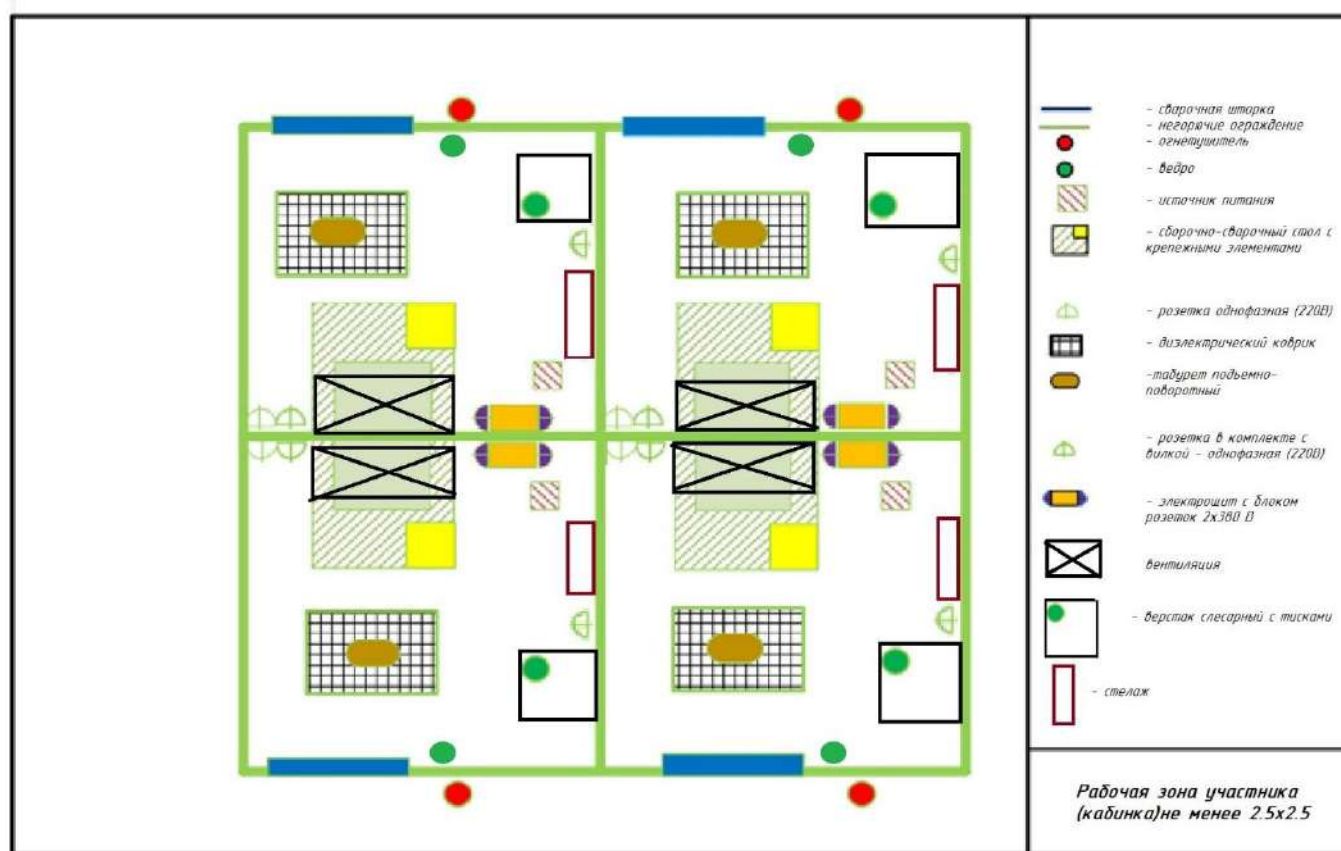 - сварочная шторка
- негорючие ограждение
- огнетушитель
- ведро
- источник питания
- сборочно-сварочный стол с
крепежными элементами
- розетка однофазная (220В)
- диэлектрический коврик
-табурет подъемно-
поворотный
- розетка в комплекте с
вилкой - однофазная (220В)
- электрощит с блоком
розеток 2х380 В
вентиляция
- верстак слесарный с тисками
- стелаж
Рабочая зона участника
(кабинка)не менее 2.5х2.5